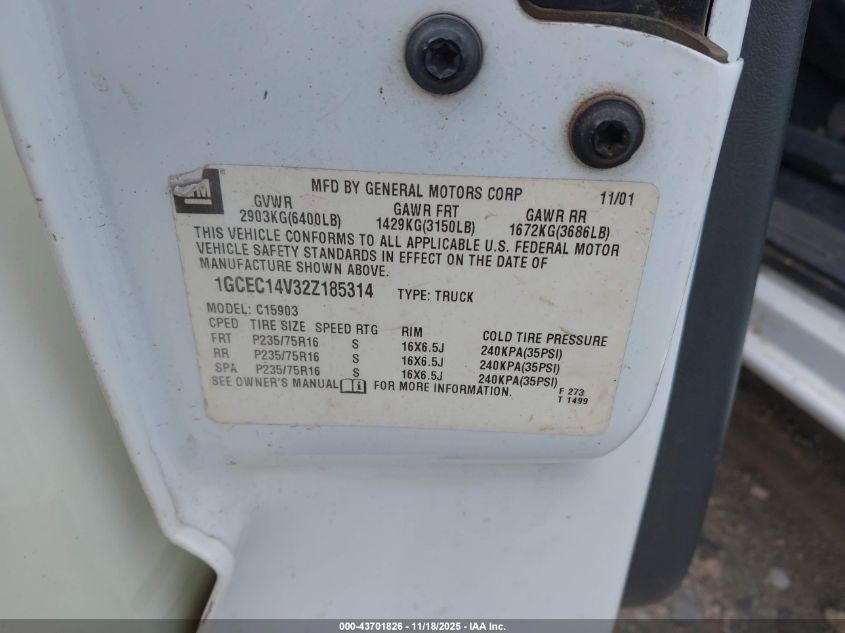 GM
MFD BY GENERAL MOTORS CORP 11/01
GVWR GAWR FRT GAWR RR
2903KG(6400LB) 1429KG(3150LB) 1672KG(3686LB)
THIS VEHICLE CONFORMS TO ALL APPLICABLE U.S. FEDERAL MOTOR
VEHICLE SAFETY STANDARDS IN EFFECT ON THE DATE OF
MANUFACTURE SHOWN ABOVE.
1GCEC14V32Z185314 TYPE: TRUCK
MODEL: C15903
CPED TIRE SIZE SPEED RTG RIM COLD TIRE PRESSURE
FRT P235/75R16 S 16X6.5J 240KPA(35PSI)
RR P235/75R16 S 16X6.5J 240KPA(35PSI)
SPA P235/75R16 S 16X6.5J 240KPA(35PSI)
SEE OWNER'S MANUAL i FOR MORE INFORMATION. F 273
T 1499
000-43701826 - 11/18/2025 - IAA Inc.